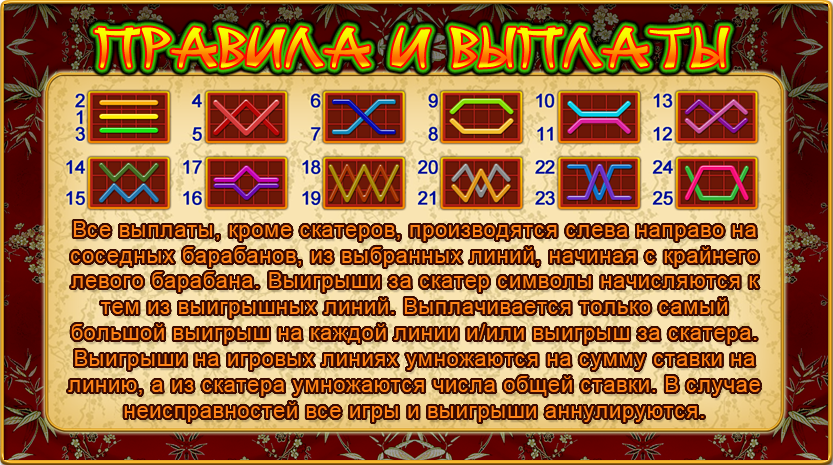 ПРАВИЛА И ВЫПЛАТЫ
2 4 6 9 10 13
1
3 5 7 8 11 12
14 17 18 20 22 24
15 16 19 21 23 25
Все выплаты, кроме скатеров, производятся слева направо на
соседных барабанов, из выбранных линий, начиная с крайнего
левого барабана. Выигрыши за скатер символы начисляются к
тем из выигрышных линий. Выплачивается только самый
большой выигрыш на каждой линии и/или выигрыш за скатера.
Выигрыши на игровых линиях умножаются на сумму ставки на
линию, а из скатера умножаются числа общей ставки. В случае
неисправностей все игры и выигрыши аннулируются.